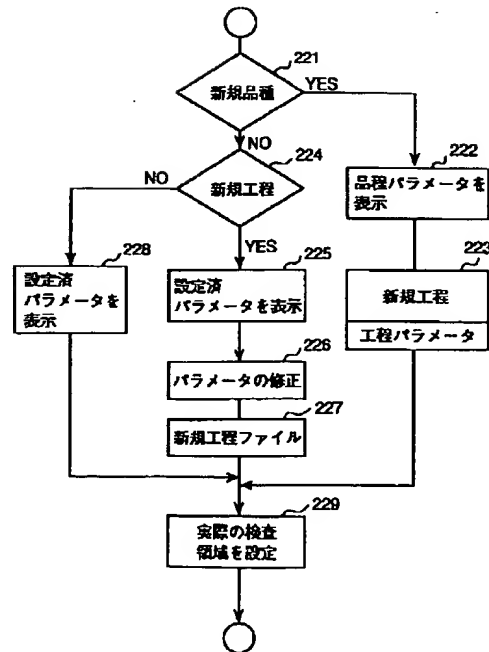 221
新規品種
YES
NO
224
新規工程
NO
YES
222
品程パラメータを
表示
223
新規工程
工程パラメータ
228
設定済
パラメータを
表示
225
設定済
パラメータを表示
226
パラメータの修正
227
新規工程ファイル
229
実際の検査
領域を設定